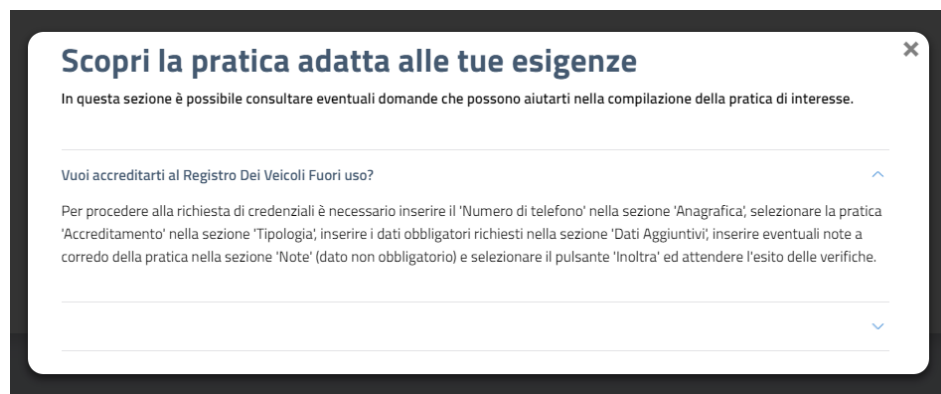 Scopri la pratica adatta alle tue esigenze
In questa sezione è possibile consultare eventuali domande che possono aiutarti nella compilazione della pratica di interesse.
Vuoi accreditarti al Registro Dei Veicoli Fuori uso?
Per procedere alla richiesta di credenziali è necessario inserire il 'Numero di telefono' nella sezione 'Anagrafica', selezionare la pratica
'Accreditamento' nella sezione 'Tipologia', inserire i dati obbligatori richiesti nella sezione 'Dati Aggiuntivi', inserire eventuali note a
corredo della pratica nella sezione 'Note' (dato non obbligatorio) e selezionare il pulsante 'Inoltra' ed attendere l'esito delle verifiche.